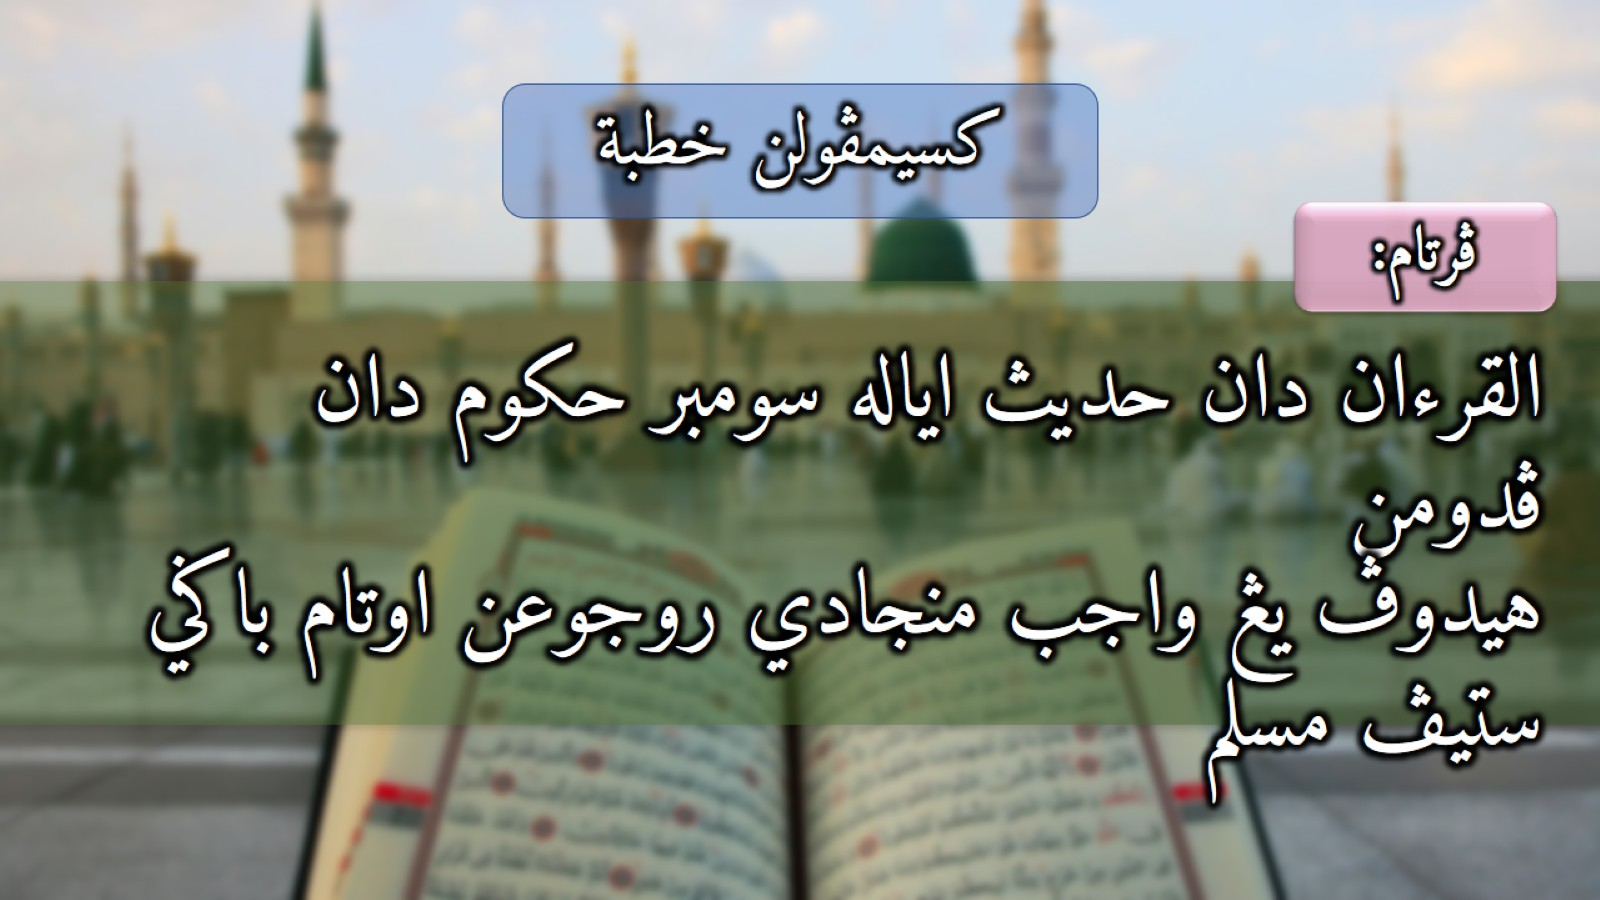 كسيمڤولن خطبة
ڤرتام:
القرءان دان حديث اياله سومبر حكوم دان
ڤدومن
هيدوڤ يڠ واجب منجادي روجوعن اوتام باݢي
ستيڤ مسلم